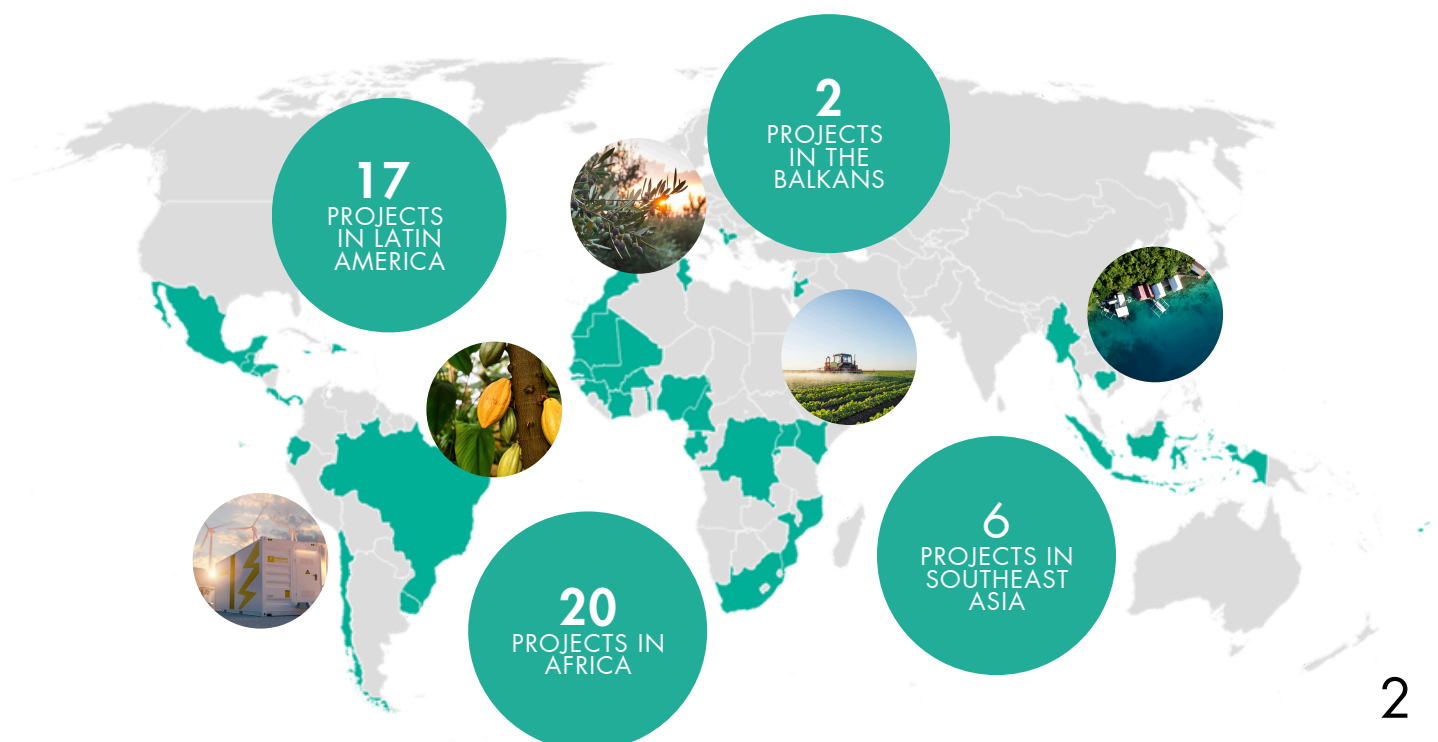 17
PROJECTS
IN LATIN
AMERICA
2
PROJECTS
IN THE
BALKANS
20
PROJECTS IN
AFRICA
6
PROJECTS IN
SOUTHEAST
ASIA
2